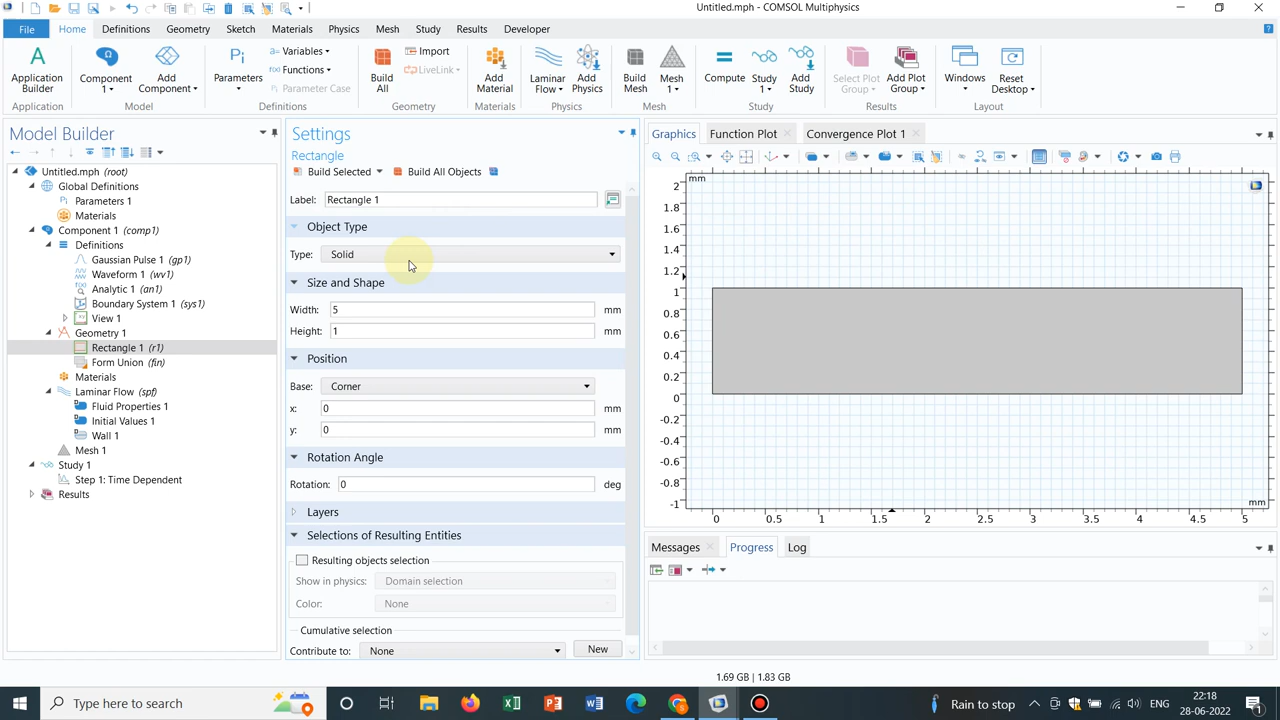 Untitled.mph - COMSOL Multiphysics
File Home Definitions Geometry Sketch Materials Physics Mesh Study Results Developer
Application Builder
Component 1
Add Component
Parameters
a= Variables
f(x) Functions
Pi Parameter Case
Build All
Import
LiveLink
Add Material
Laminar Flow
Add Physics
Build Mesh
Mesh 1
Compute
Study 1
Add Study
Select Plot Group
Add Plot Group
Windows
Reset Desktop
Application Model Definitions Geometry Materials Physics Mesh Study Results Layout
Model Builder
Untitled.mph (root)
Global Definitions
Pi Parameters 1
Materials
Component 1 (comp1)
Definitions
Gaussian Pulse 1 (gp1)
Waveform 1 (wv1)
Analytic 1 (an1)
Boundary System 1 (sys1)
View 1
Geometry 1
Rectangle 1 (r1)
Form Union (fin)
Materials
Laminar Flow (spf)
Fluid Properties 1
Initial Values 1
Wall 1
Mesh 1
Study 1
Step 1: Time Dependent
Results
Settings
Rectangle
Build Selected Build All Objects
Label: Rectangle 1
Object Type
Type: Solid
Size and Shape
Width: 5 mm
Height: 1 mm
Position
Base: Corner
x: 0 mm
y: 0 mm
Rotation Angle
Rotation: 0 deg
Layers
Selections of Resulting Entities
Resulting objects selection
Show in physics: Domain selection
Color: None
Cumulative selection
Contribute to: None New
Graphics Function Plot Convergence Plot 1
mm
2
1.8
1.6
1.4
1.2
1
0.8
0.6
0.4
0.2
0
-0.2
-0.4
-0.6
-0.8
-1
mm
0 0.5 1 1.5 2 2.5 3 3.5 4 4.5 5
Messages Progress Log
1.69 GB | 1.83 GB
Type here to search
Rain to stop
ENG
22:18
28-06-2022